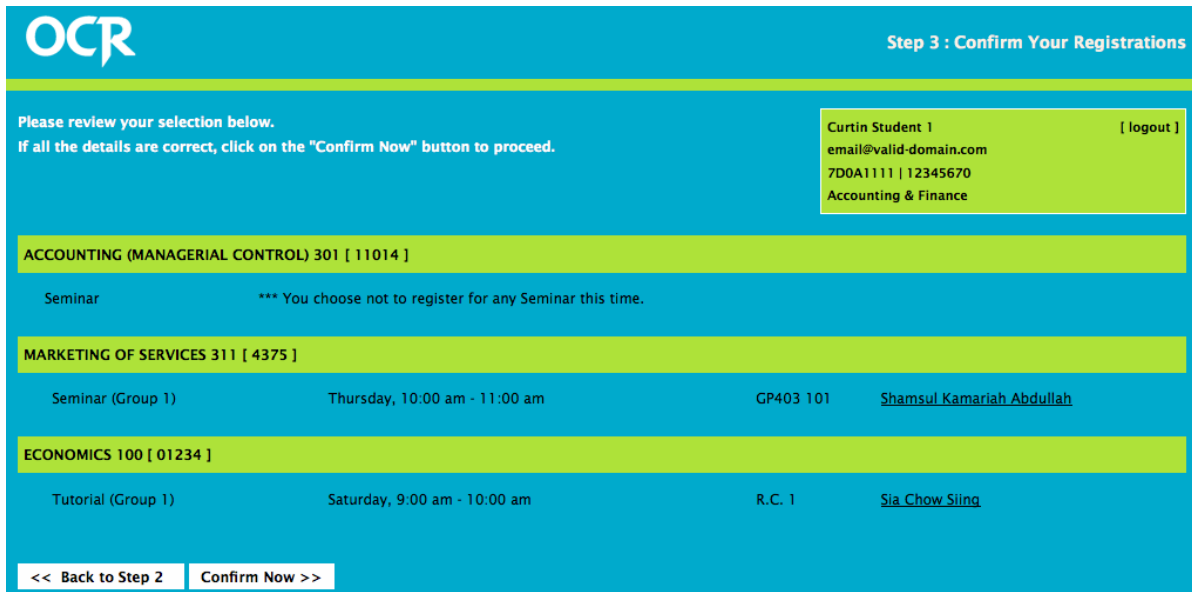 OCR
Step 3 : Confirm Your Registrations
Please review your selection below.
If all the details are correct, click on the "Confirm Now" button to proceed.
Curtin Student 1 [ logout ]
email@valid-domain.com
7D0A1111 | 12345670
Accounting & Finance
ACCOUNTING (MANAGERIAL CONTROL) 301 [ 11014 ]
Seminar *** You choose not to register for any Seminar this time.
MARKETING OF SERVICES 311 [ 4375 ]
Seminar (Group 1) Thursday, 10:00 am - 11:00 am GP403 101 Shamsul Kamariah Abdullah
ECONOMICS 100 [ 01234 ]
Tutorial (Group 1) Saturday, 9:00 am - 10:00 am R.C. 1 Sia Chow Siing
<< Back to Step 2 Confirm Now >>